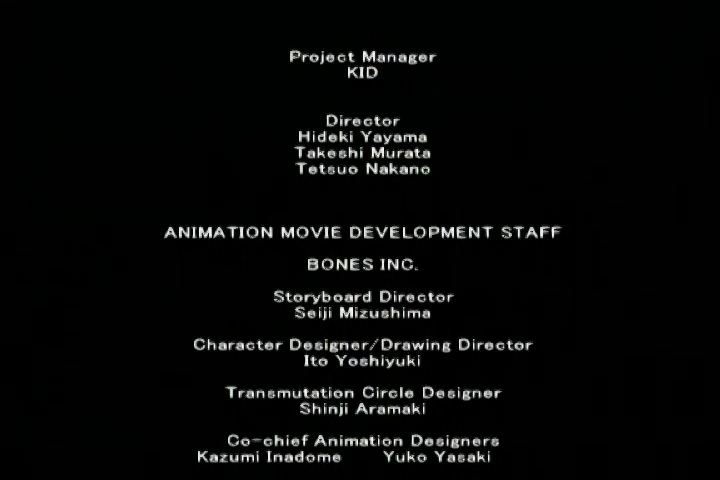 Project Manager
KID
Director
Hideki Yayama
Takeshi Murata
Tetsuo Nakano
ANIMATION MOVIE DEVELOPMENT STAFF
BONES INC.
Storyboard Director
Seiji Mizushima
Character Designer/Drawing Director
Ito Yoshiyuki
Transmutation Circle Designer
Shinji Aramaki
Co-chief Animation Designers
Kazumi Inadome Yuko Yasaki